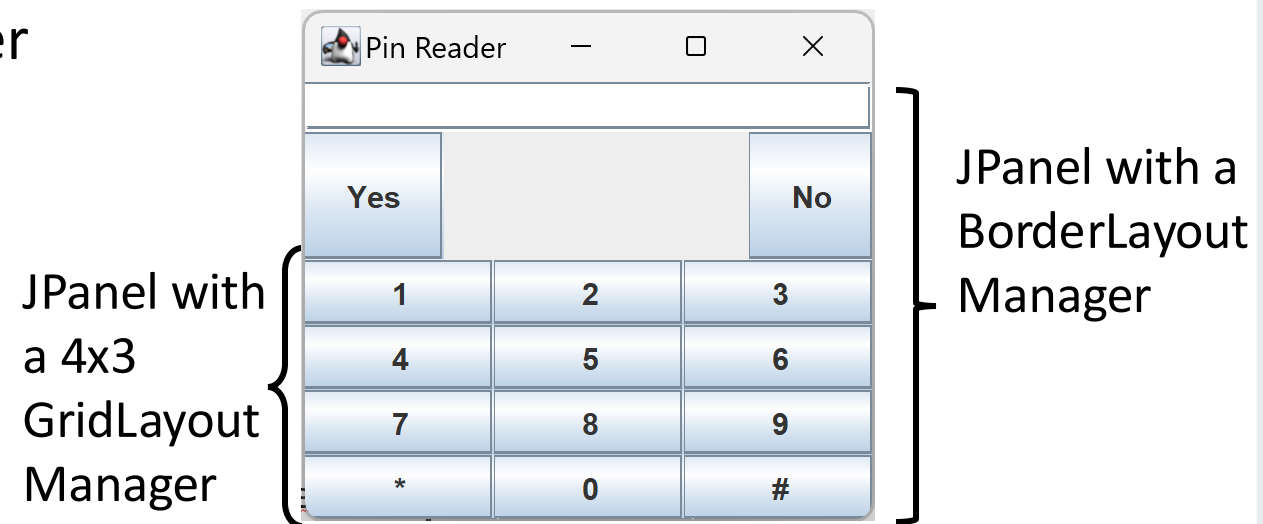 er
Pin Reader
Yes No
1 2 3
4 5 6
7 8 9
* 0 #
JPanel with
a 4x3
GridLayout
Manager
JPanel with a
BorderLayout
Manager